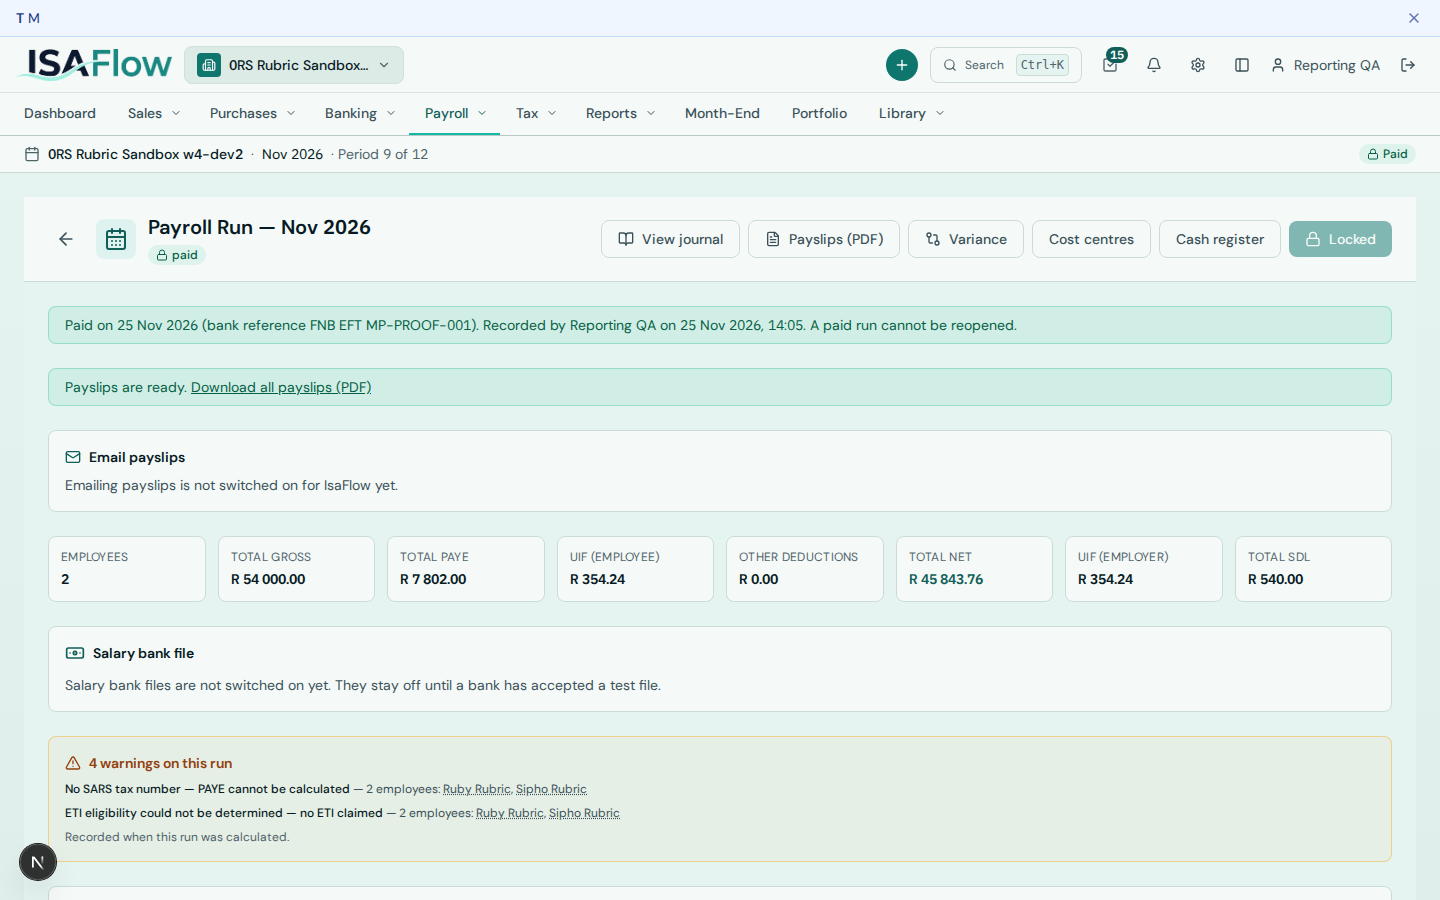 T M
ISAFlow
0RS Rubric Sandbox...
Search Ctrl+K
15
Reporting QA
Dashboard Sales Purchases Banking Payroll Tax Reports Month-End Portfolio Library
0RS Rubric Sandbox w4-dev2 · Nov 2026 · Period 9 of 12
Paid
Payroll Run — Nov 2026
paid
View journal
Payslips (PDF)
Variance
Cost centres
Cash register
Locked
Paid on 25 Nov 2026 (bank reference FNB EFT MP-PROOF-001). Recorded by Reporting QA on 25 Nov 2026, 14:05. A paid run cannot be reopened.
Payslips are ready. Download all payslips (PDF)
Email payslips
Emailing payslips is not switched on for IsaFlow yet.
EMPLOYEES
2
TOTAL GROSS
R 54 000.00
TOTAL PAYE
R 7 802.00
UIF (EMPLOYEE)
R 354.24
OTHER DEDUCTIONS
R 0.00
TOTAL NET
R 45 843.76
UIF (EMPLOYER)
R 354.24
TOTAL SDL
R 540.00
Salary bank file
Salary bank files are not switched on yet. They stay off until a bank has accepted a test file.
4 warnings on this run
No SARS tax number — PAYE cannot be calculated — 2 employees: Ruby Rubric, Sipho Rubric
ETI eligibility could not be determined — no ETI claimed — 2 employees: Ruby Rubric, Sipho Rubric
Recorded when this run was calculated.
N